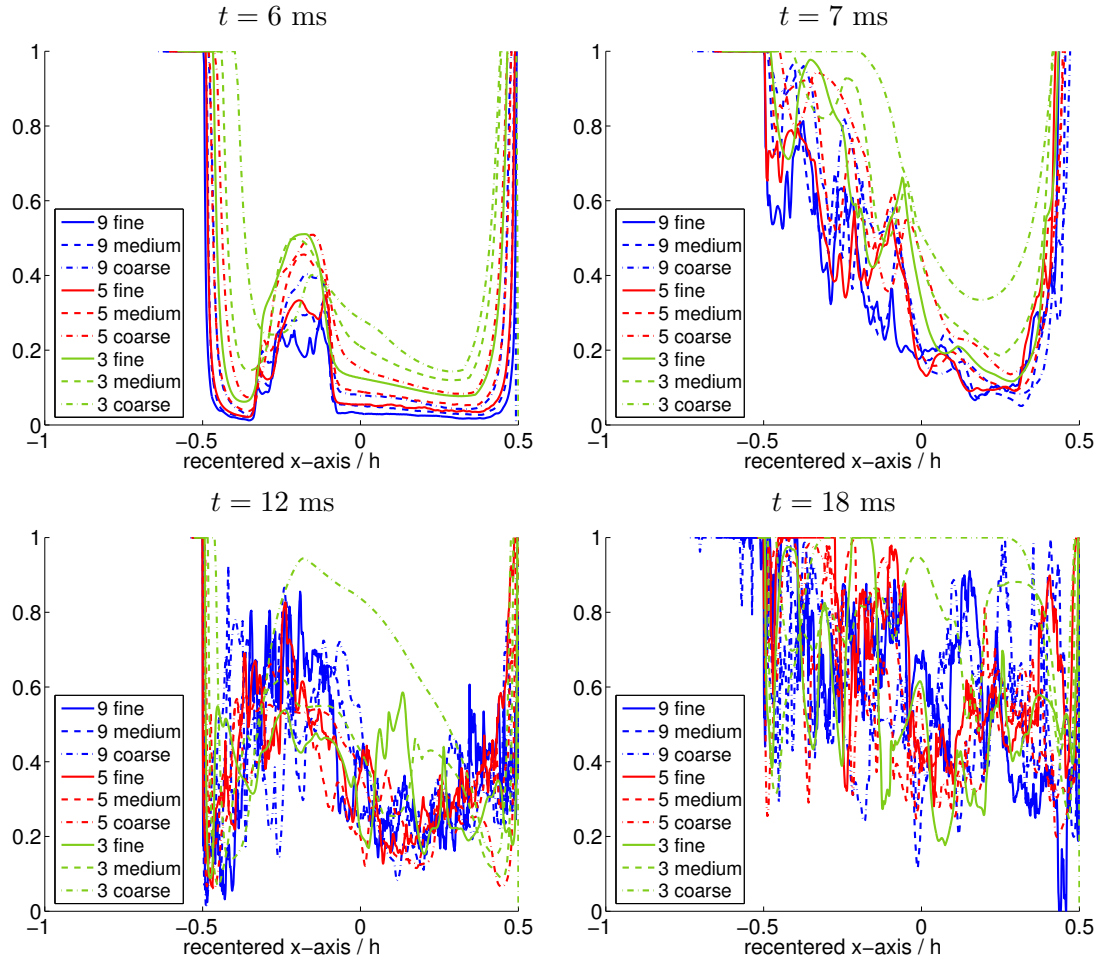 t = 6 ms
1
0.8
0.6
0.4
0.2
0
9 fine
9 medium
9 coarse
5 fine
5 medium
5 coarse
3 fine
3 medium
3 coarse
−1
−0.5
0
0.5
recentered x−axis / h
t = 7 ms
1
0.8
0.6
0.4
0.2
0
9 fine
9 medium
9 coarse
5 fine
5 medium
5 coarse
3 fine
3 medium
3 coarse
−1
−0.5
0
0.5
recentered x−axis / h
t = 12 ms
1
0.8
0.6
0.4
0.2
0
9 fine
9 medium
9 coarse
5 fine
5 medium
5 coarse
3 fine
3 medium
3 coarse
−1
−0.5
0
0.5
recentered x−axis / h
t = 18 ms
1
0.8
0.6
0.4
0.2
0
9 fine
9 medium
9 coarse
5 fine
5 medium
5 coarse
3 fine
3 medium
3 coarse
−1
−0.5
0
0.5
recentered x−axis / h